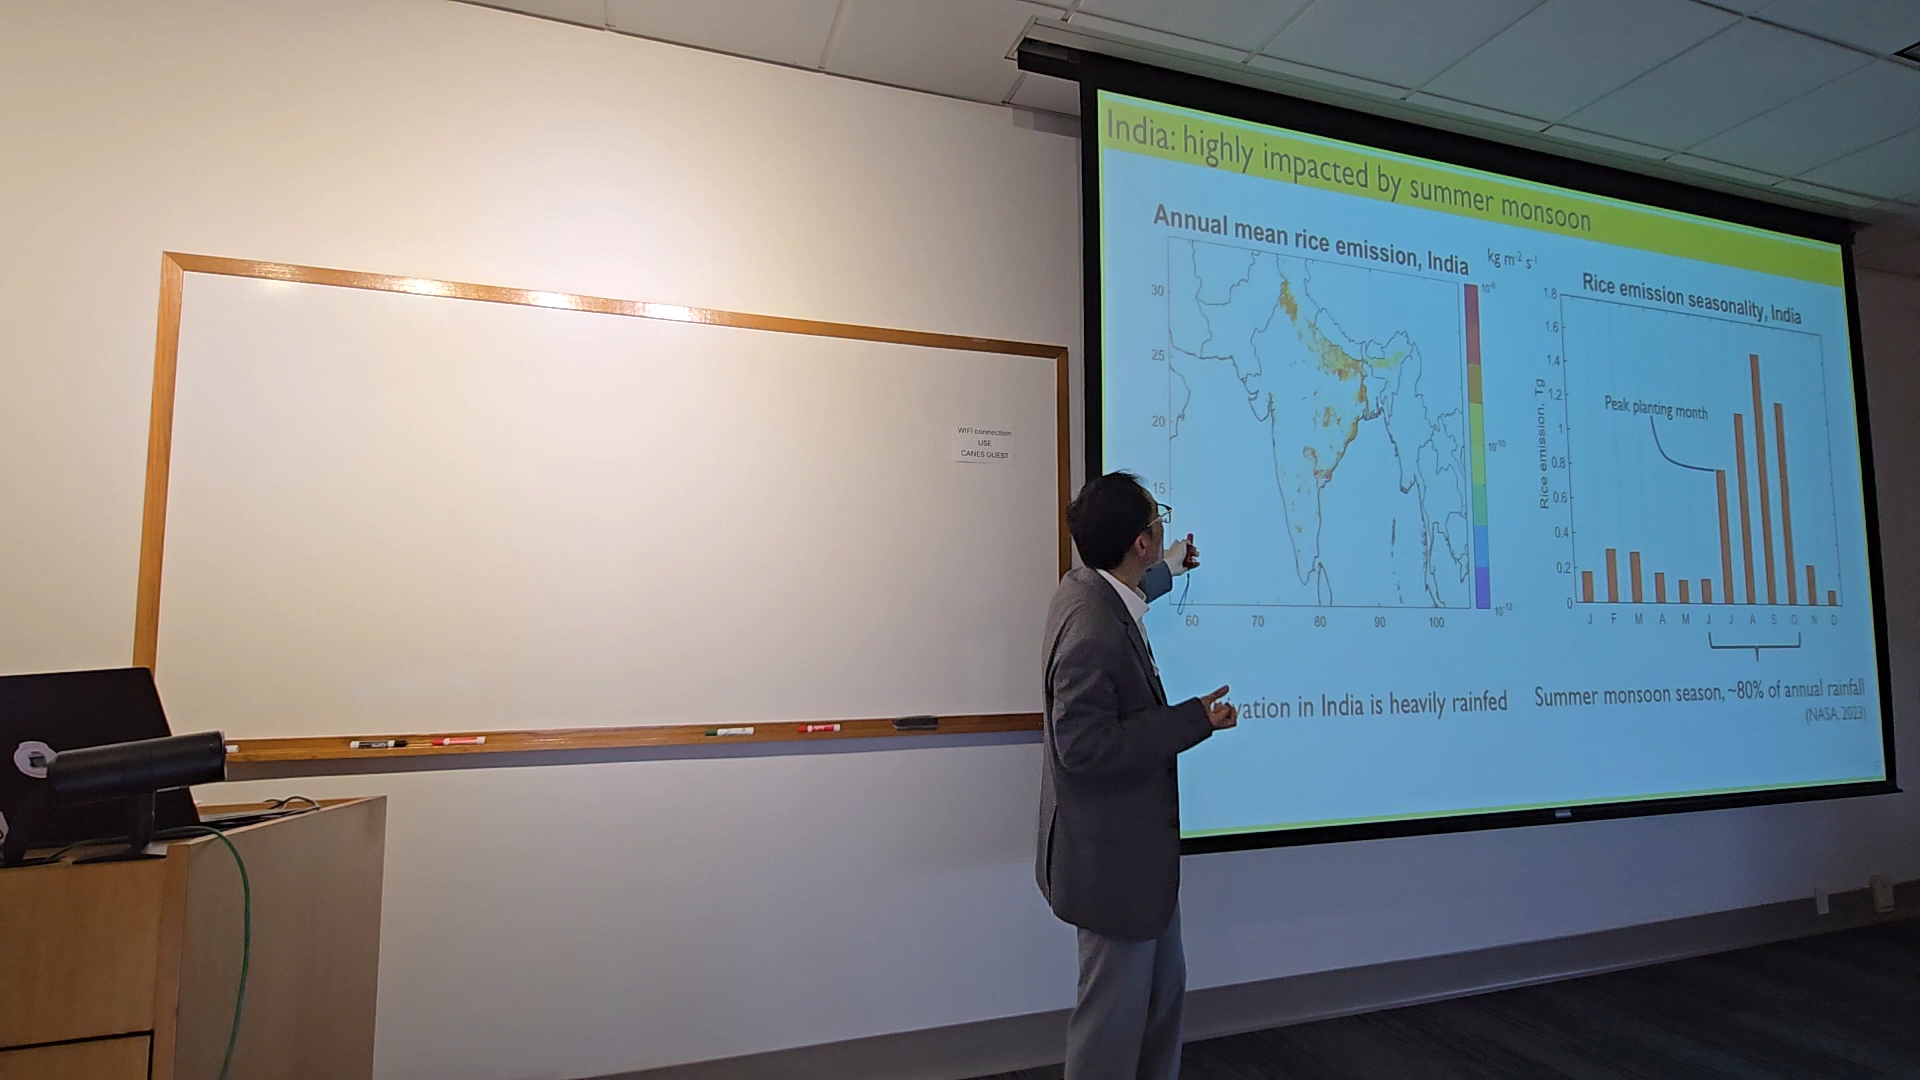 India: highly impacted by summer monsoon
Annual mean rice emission, India
kg m-2 s-1
30
25
20
15
60
70
80
90
100
10-10
10-12
Rice emission seasonality, India
1.8
1.6
1.4
1.2
1
0.8
0.6
0.4
0.2
0
Rice emission, Tg
Peak planting month
J F M A M J J A S O N D
in India is heavily rainfed
Summer monsoon season, ~80% of annual rainfall
(NASA, 2023)
WIFI connection
USE
CANES GUEST